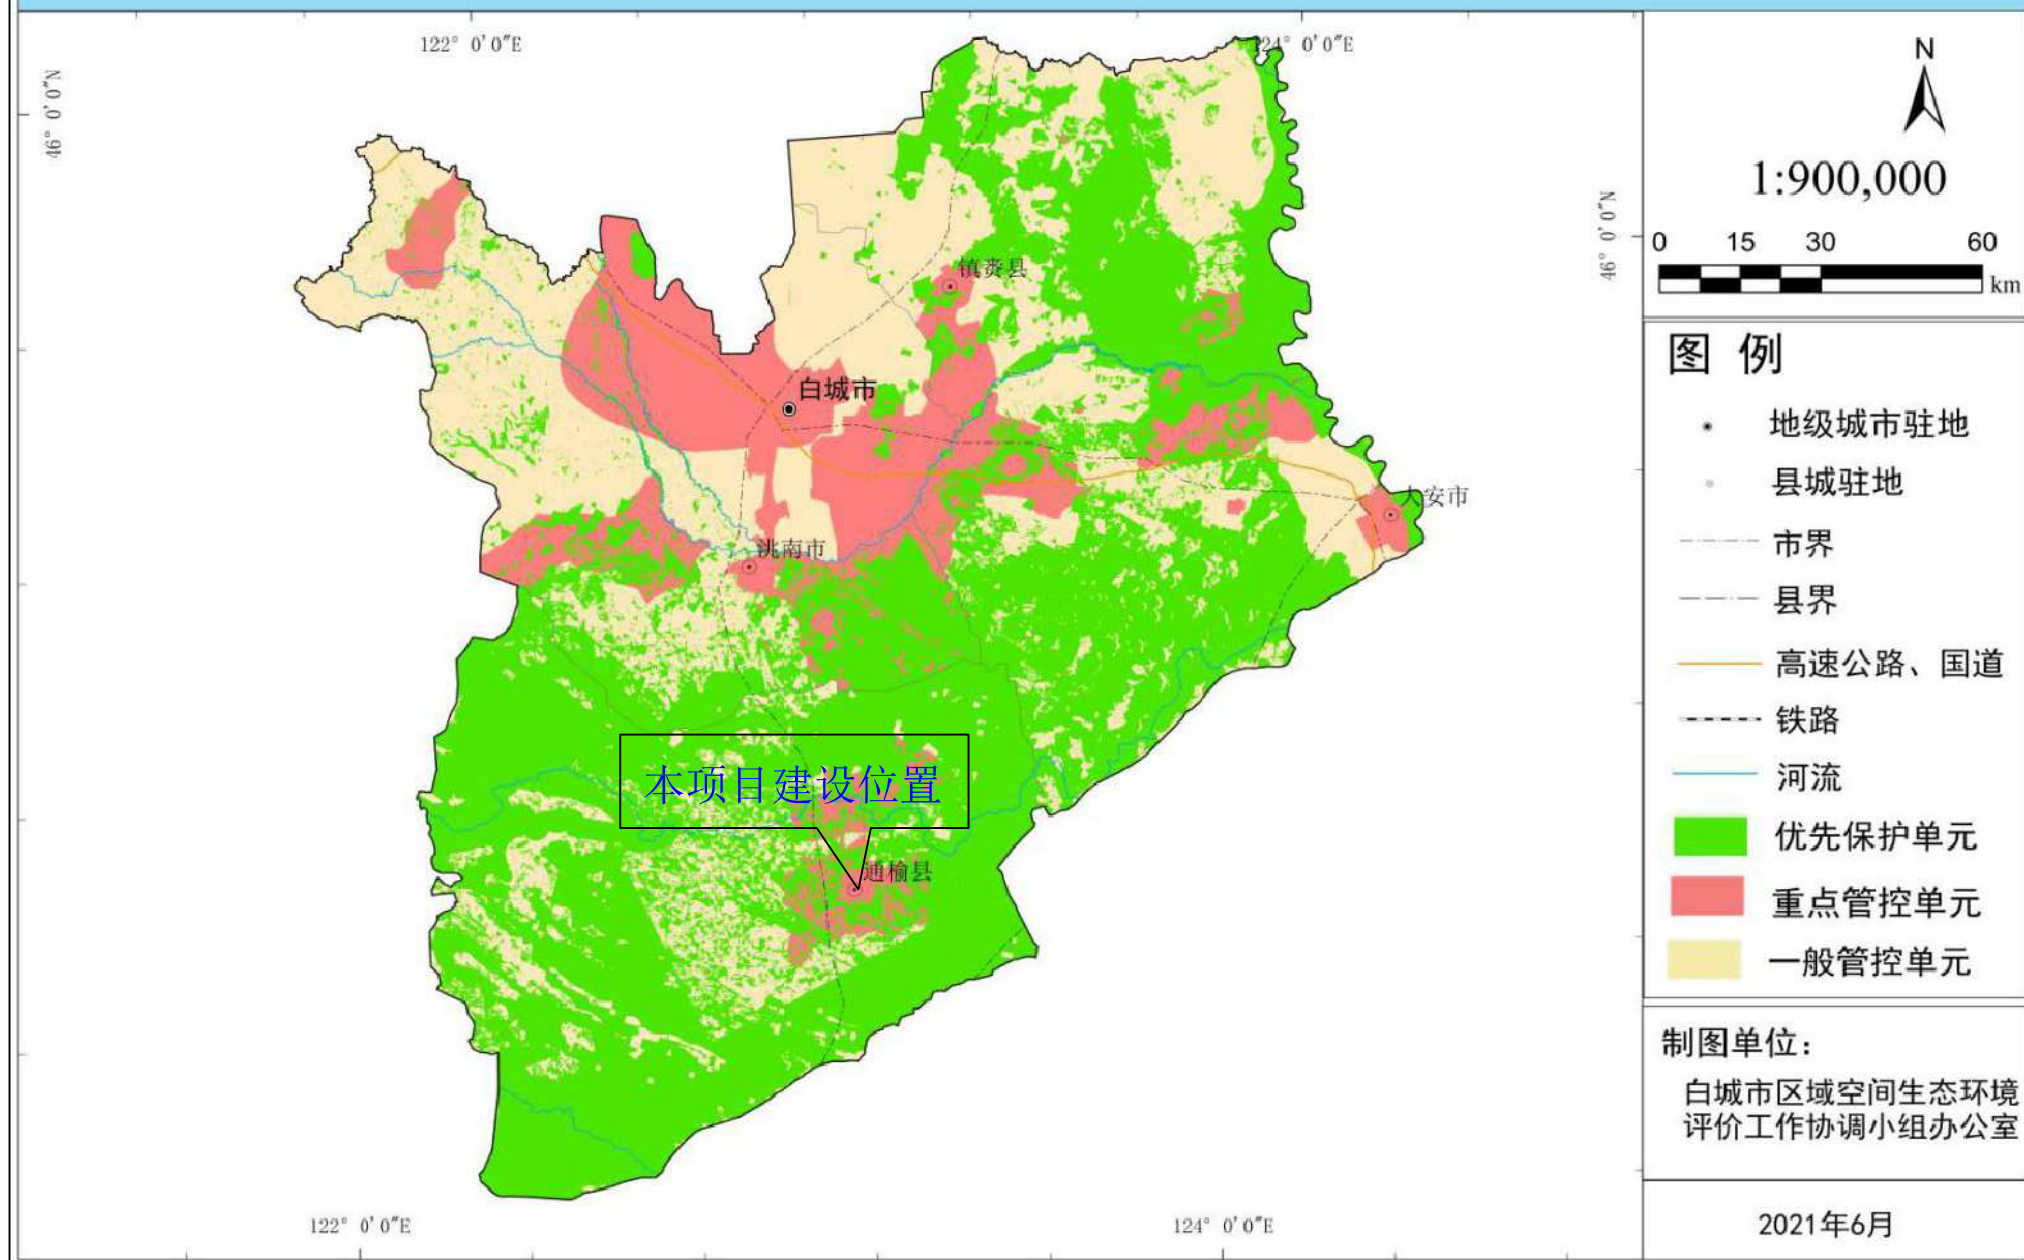 122° 0′0″E
124° 0′0″E
46° 0′0″N
46° 0′0″N
N
1:900,000
0 15 30 60
km
镇赉县
白城市
大安市
洮南市
本项目建设位置
通榆县
图 例
地级城市驻地
县城驻地
市界
县界
高速公路、国道
铁路
河流
优先保护单元
重点管控单元
一般管控单元
制图单位：
白城市区域空间生态环境
评价工作协调小组办公室
2021年6月
122° 0′0″E
124° 0′0″E